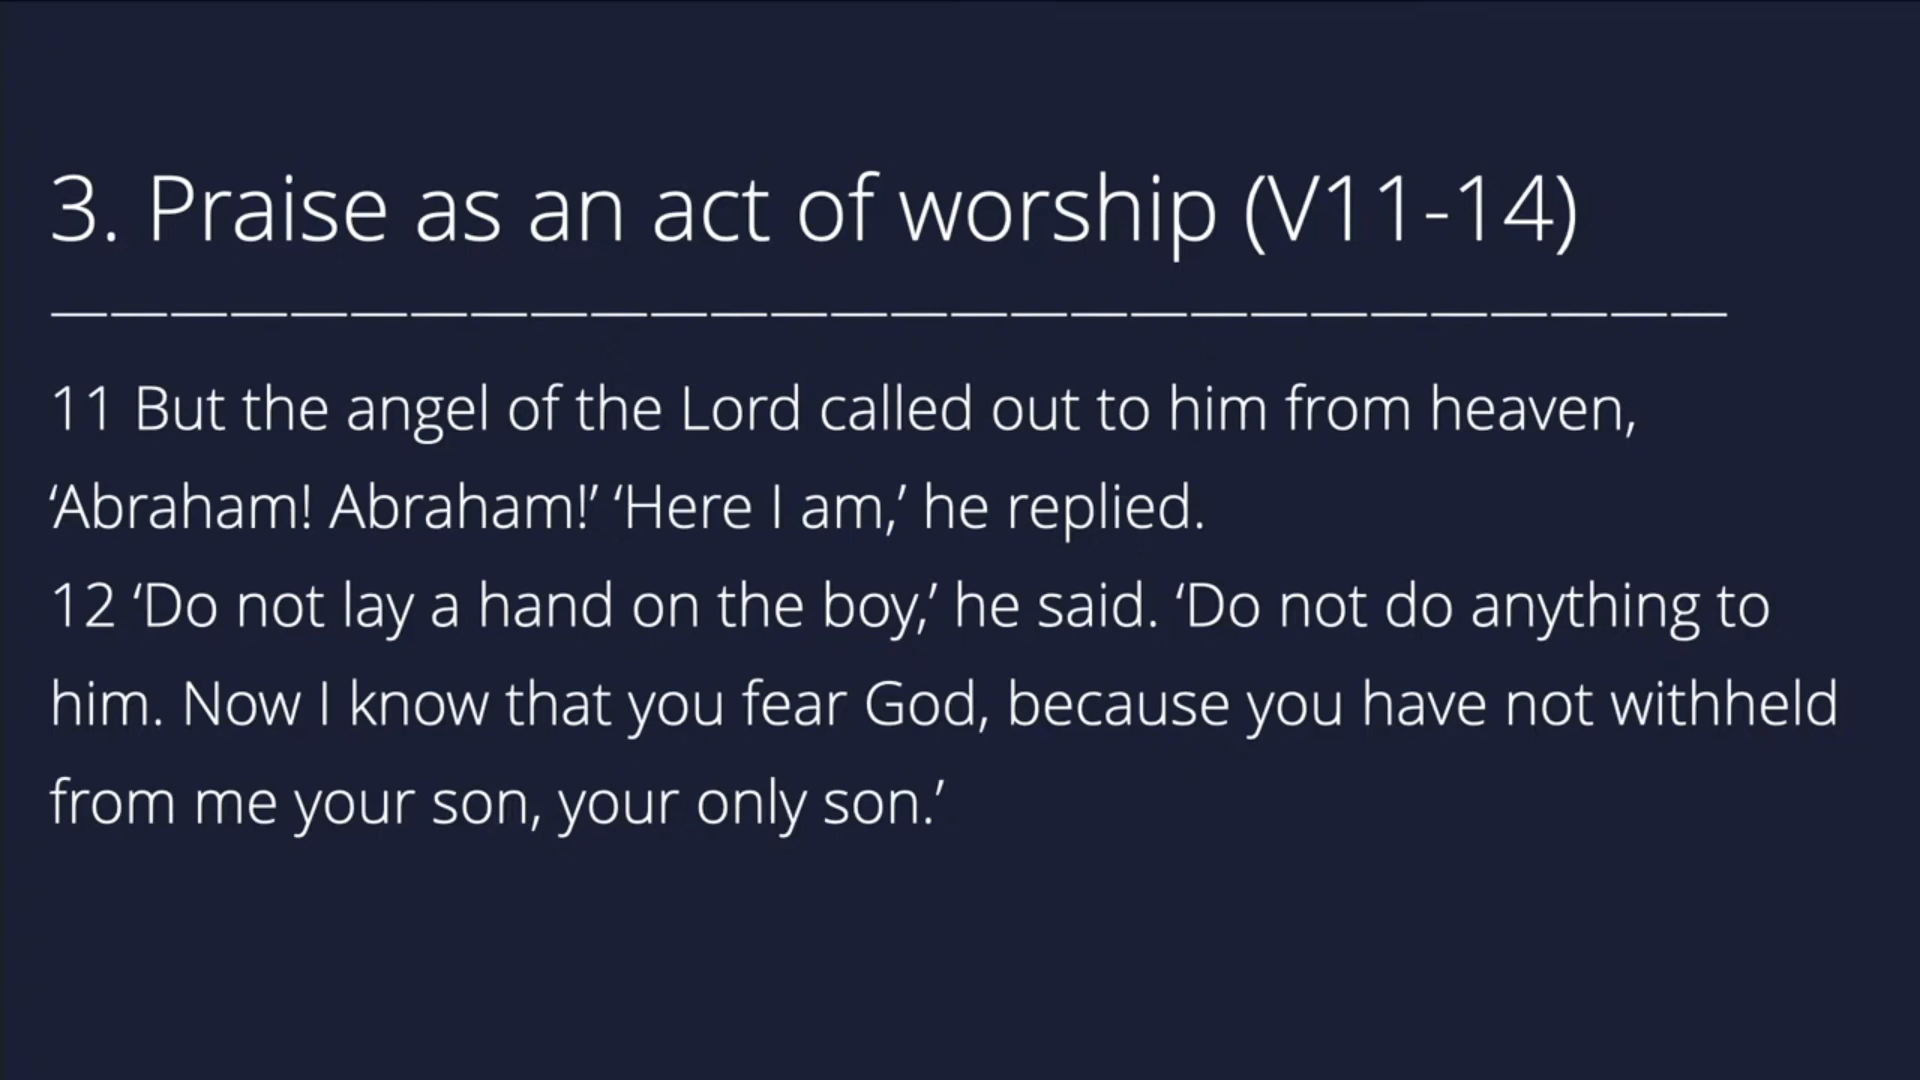 3. Praise as an act of worship (V11-14)
————————————————————————————
11 But the angel of the Lord called out to him from heaven,
‘Abraham! Abraham!’ ‘Here I am,’ he replied.
12 ‘Do not lay a hand on the boy,’ he said. ‘Do not do anything to
him. Now I know that you fear God, because you have not withheld
from me your son, your only son.’